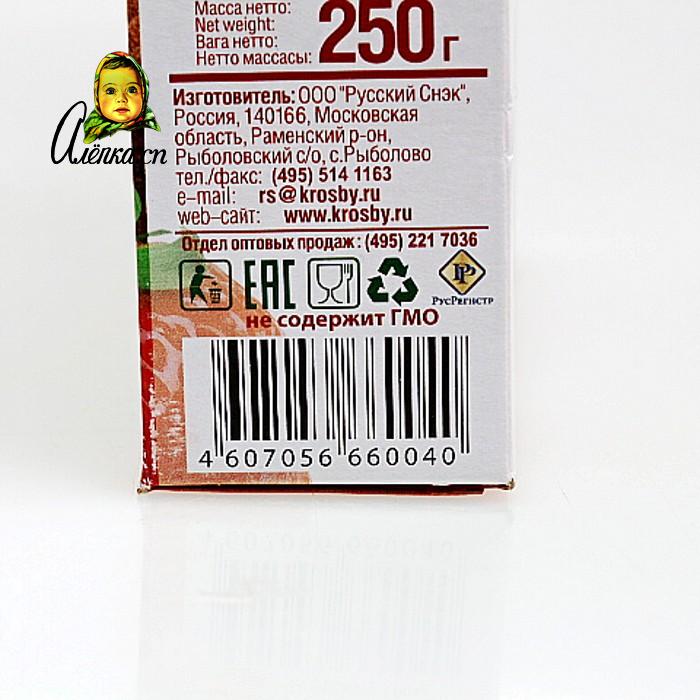 Масса нетто:
Net weight:
Вага нетто:
Нетто массасы:
250 г
Изготовитель: ООО "Русский Снэк",
Россия, 140166, Московская
область, Раменский р-он,
Рыболовский с/о, с.Рыболово
тел./факс: (495) 514 1163
e–mail: rs@krosby.ru
web–сайт: www.krosby.ru
Отдел оптовых продаж: (495) 221 7036
EAC
РР
РусРегистр
не содержит ГМО
4 607056 660040
Алёнка.сп